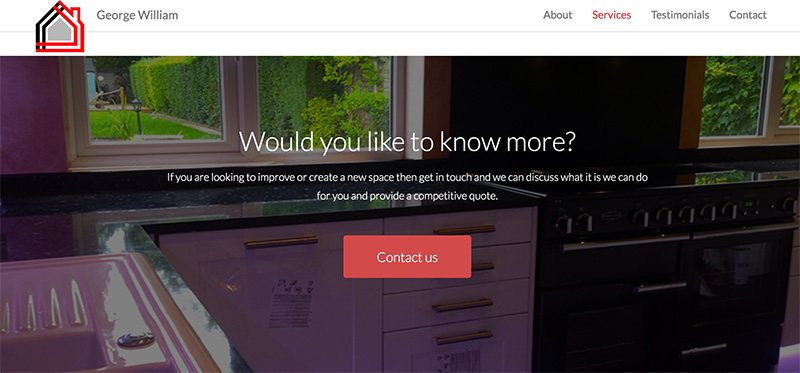 George William
About
Services
Testimonials
Contact
Would you like to know more?
If you are looking to improve or create a new space then get in touch and we can discuss what it is we can do
for you and provide a competitive quote.
Contact us